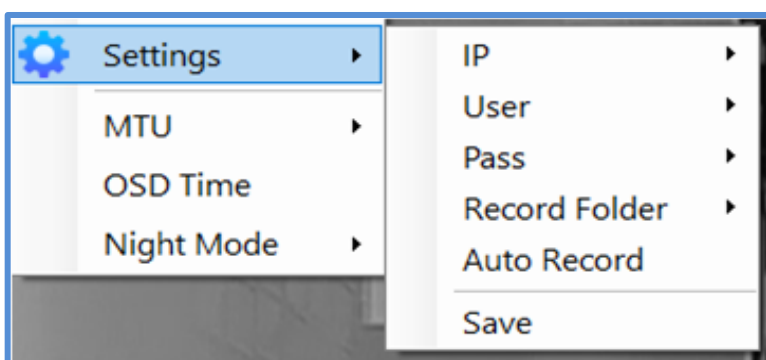 Settings
MTU
OSD Time
Night Mode
IP
User
Pass
Record Folder
Auto Record
Save